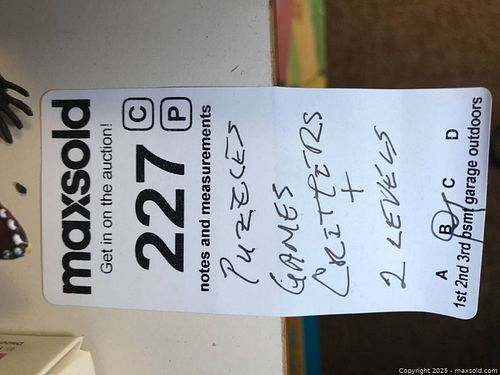 maxsold
Get in on the auction!
227 C P
notes and measurements
PUZZLES
GAMES
CRITTERS
+
2 LEVELS
A B C D
1st 2nd 3rd bsmt garage outdoors
Copyright 2025 - maxsold.com